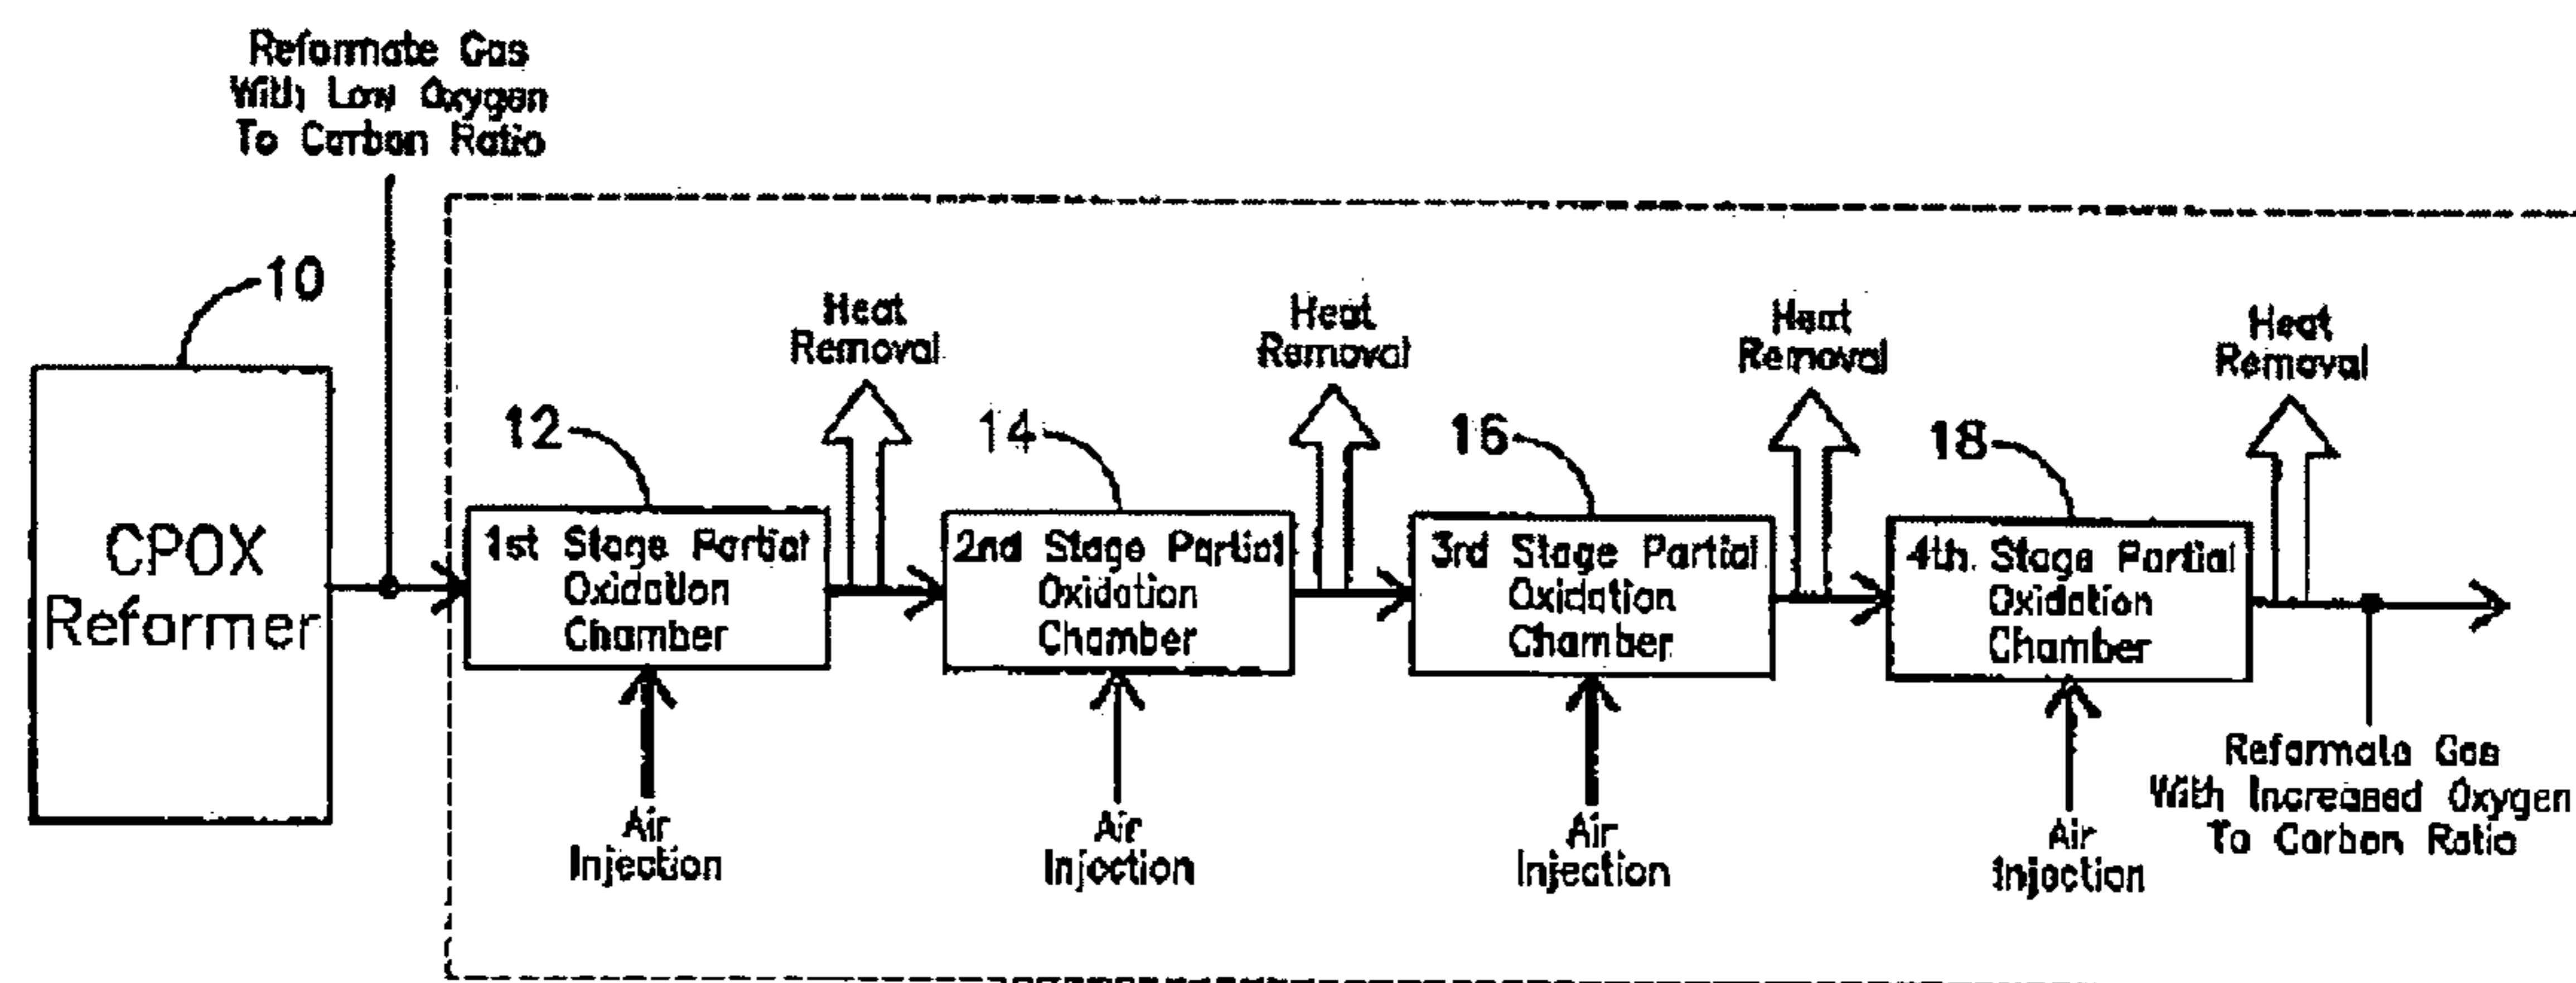 Reformate Gas
With Low Oxygen
To Carbon Ratio
10
CPOX
Reformer
12
1st Stage Partial
Oxidation
Chamber
Air
Injection
Heat
Removal
14
2nd Stage Partial
Oxidation
Chamber
Air
Injection
Heat
Removal
16
3rd Stage Partial
Oxidation
Chamber
Air
Injection
Heat
Removal
18
4th Stage Partial
Oxidation
Chamber
Air
Injection
Heat
Removal
Reformate Gas
With Increased Oxygen
To Carbon Ratio